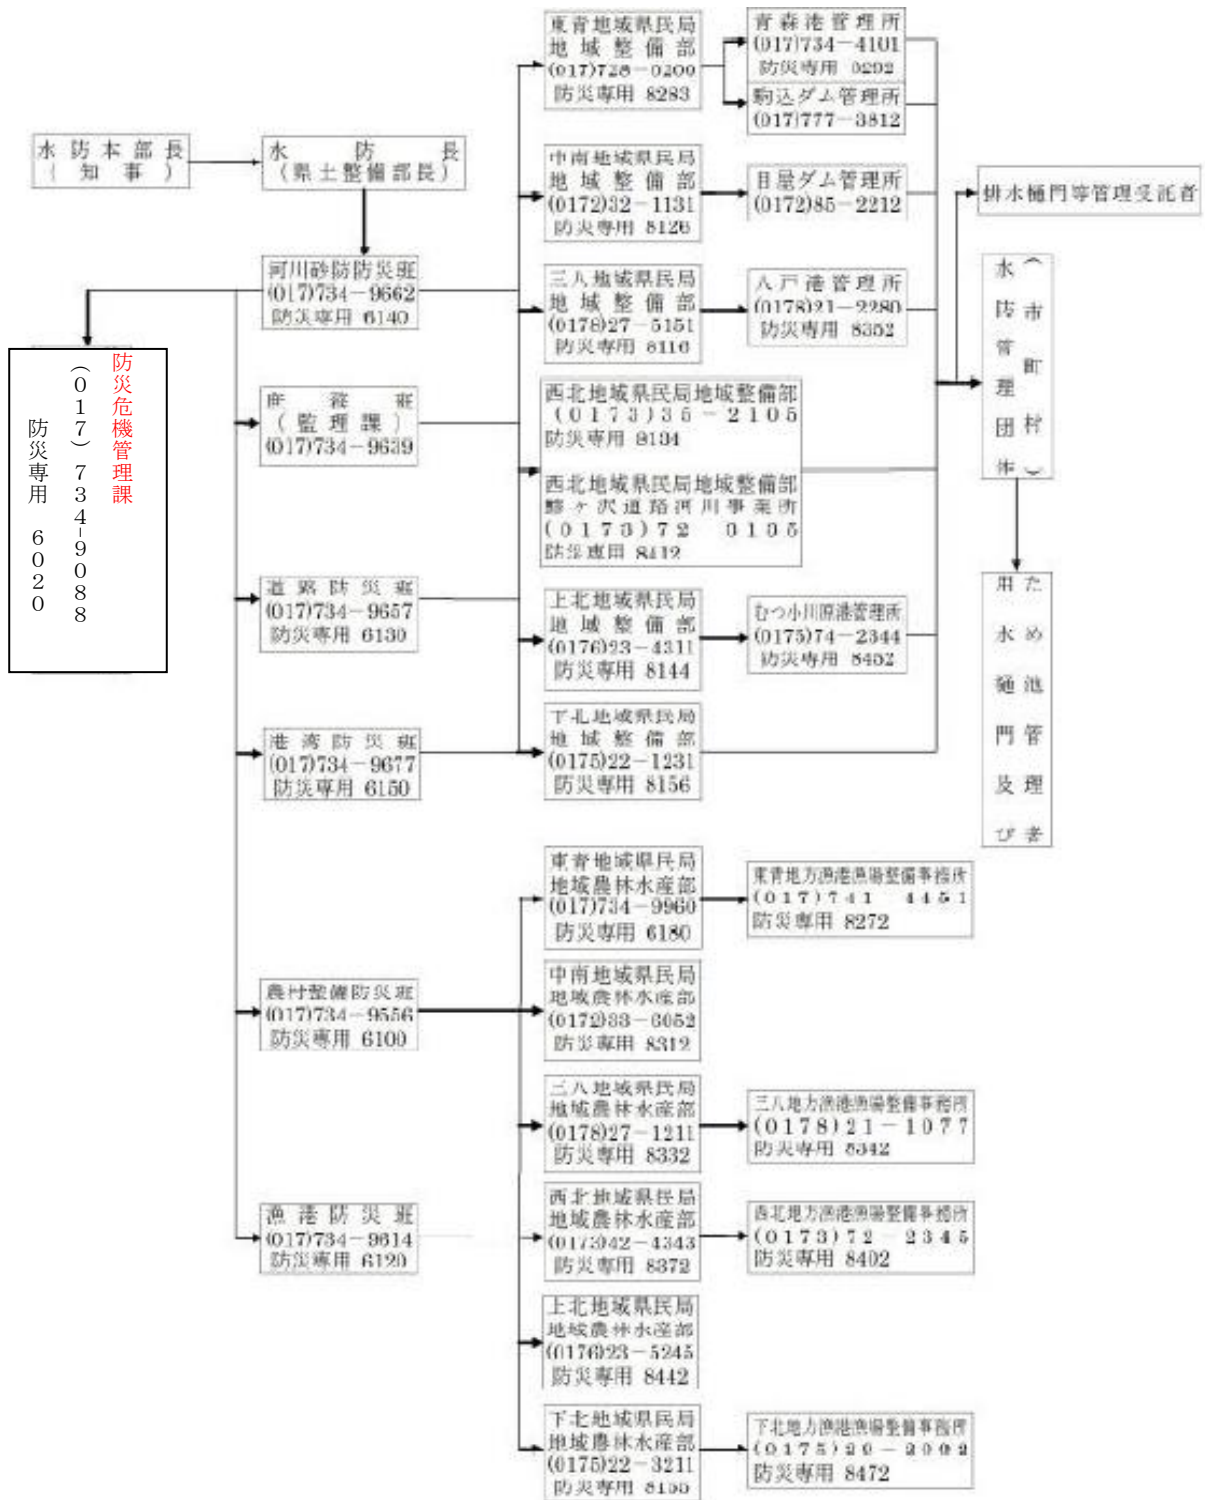 水防本部長
(知事)
水防長
(県土整備部長)
河川砂防防災班
(017)734-9662
防災専用 6140
防災危機管理課
(017)734-9088
防災専用 6020
(監理課)
(017)734-9639
道路防災班
(017)734-9657
防災専用 6130
港湾防災班
(017)734-9677
防災専用 6150
農村整備防災班
(017)734-9556
防災専用 6100
漁港防災班
(017)734-9614
防災専用 6120
東青地域県民局
地域整備部
(017)728-0200
防災専用 8283
中南地域県民局
地域整備部
(0172)32-1131
防災専用 8126
三八地域県民局
地域整備部
(0178)27-5151
防災専用 8116
西北地域県民局地域整備部
(0173)35-2105
防災専用 8134
西北地域県民局地域整備部
鰺ヶ沢道路河川事業所
防災専用 8412
上北地域県民局
地域整備部
(0176)23-4311
防災専用 8144
下北地域県民局
地域整備部
(0175)22-1231
防災専用 8156
東青地域県民局
地域農林水産部
(017)734-9960
防災専用 6180
中南地域県民局
地域農林水産部
防災専用 8312
三八地域県民局
地域農林水産部
(0178)27-1211
防災専用 8332
西北地域県民局
地域農林水産部
(0173)42-4343
防災専用 8372
上北地域県民局
地域農林水産部
(0176)23-5245
防災専用 8442
下北地域県民局
地域農林水産部
(0175)22-3211
防災専用
青森港管理所
(017)734-4101
防災専用
駒込ダム管理所
(017)777-3812
目屋ダム管理所
(0172)85-2212
八戸港管理所
(0178)21-2280
防災専用 8352
むつ小川原港管理所
(0175)74-2344
防災専用 8452
東青地方漁港漁場整備事務所
(017)741 4451
防災専用 8272
三八地方漁港漁場整備事務所
(0178)21-1077
防災専用 8342
西北地方漁港漁場整備事務所
(0173)72-2345
防災専用 8402
下北地方漁港漁場整備事務所
防災専用 8472
排水樋門等管理受託者
水防管理団体
(市町村)
用水樋門及び
ため池管理者